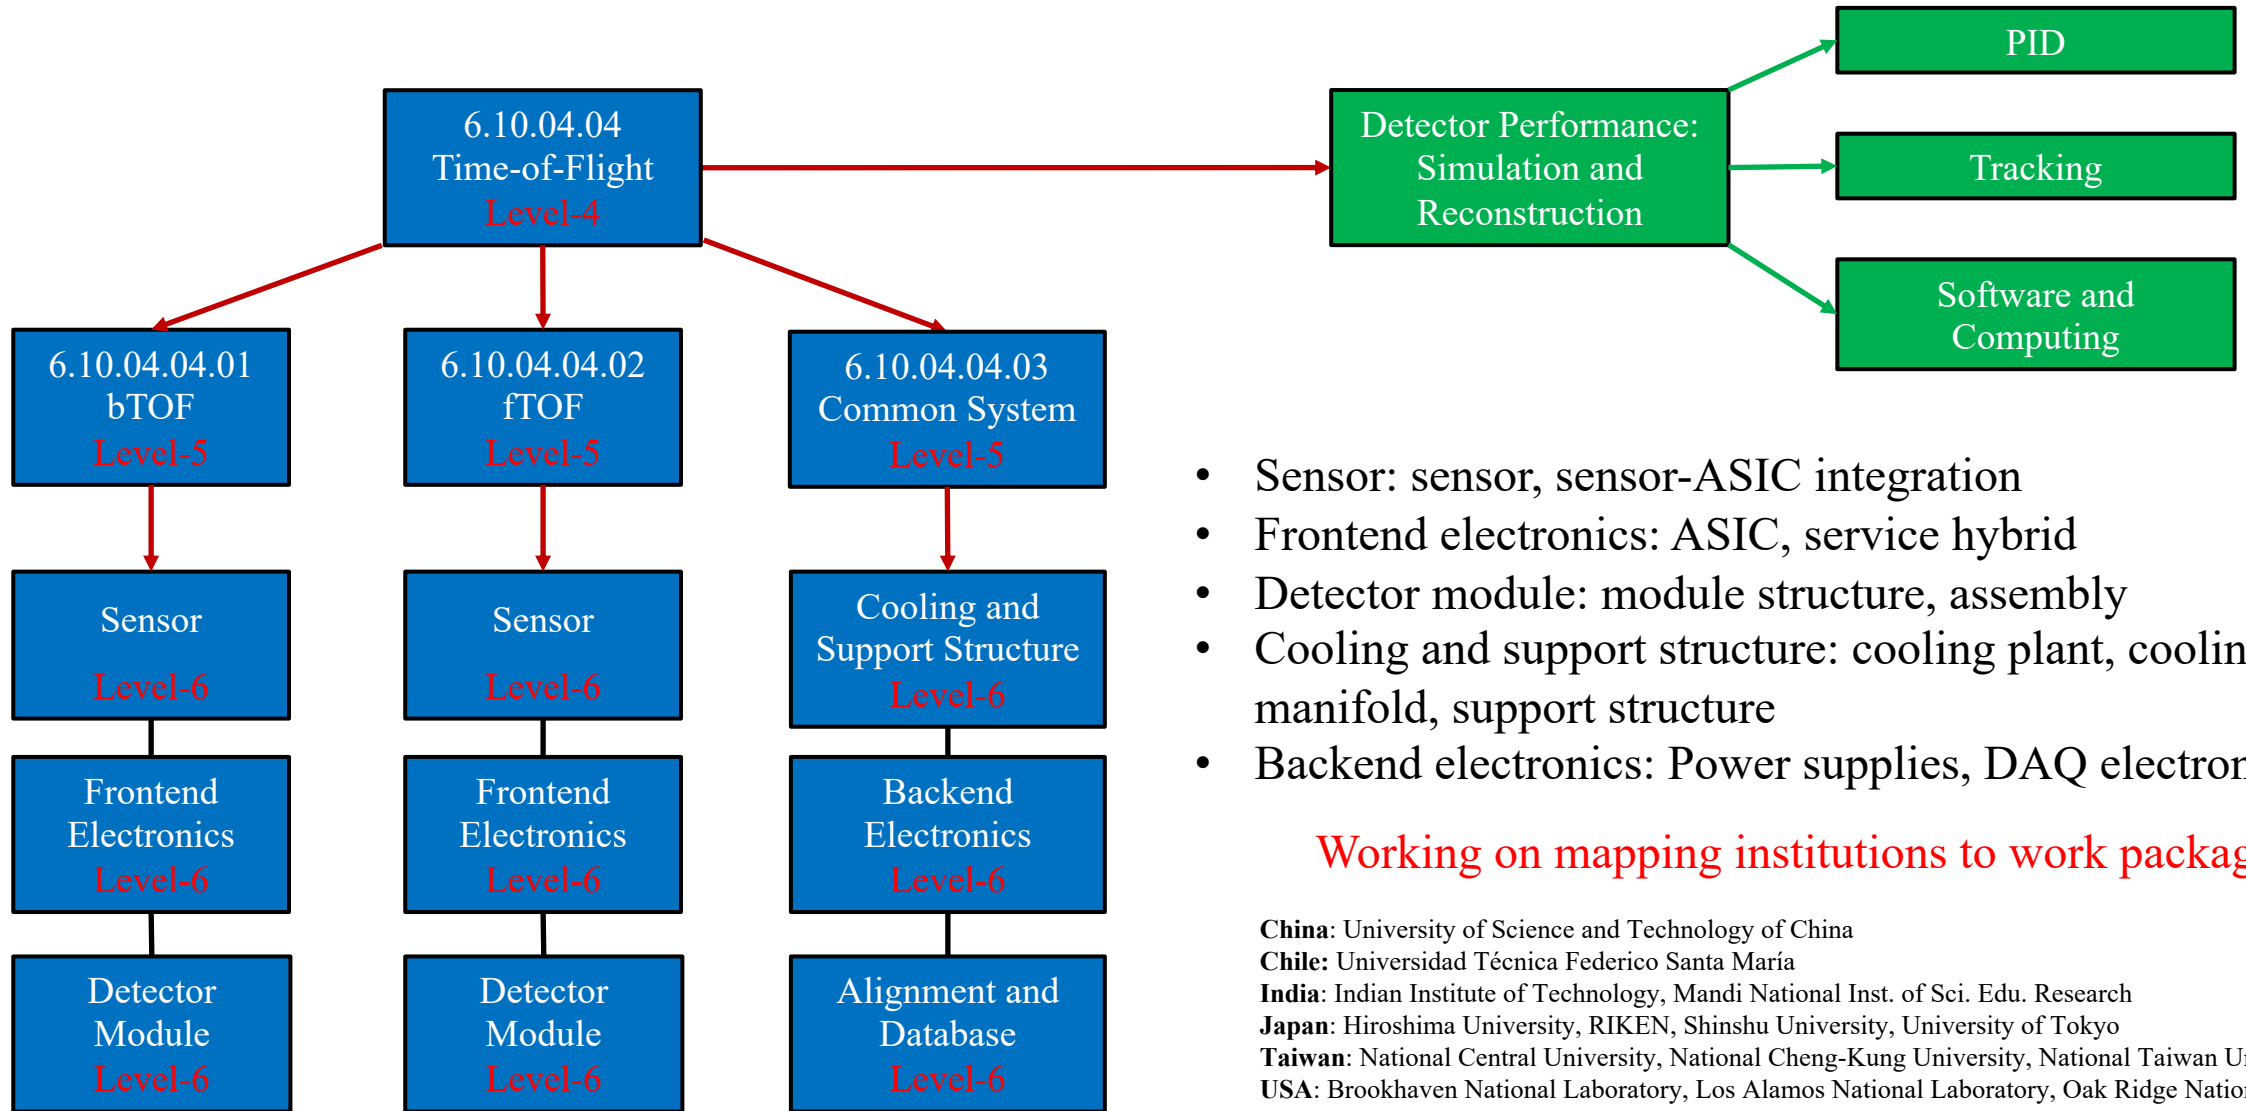 6.10.04.04
Time-of-Flight
Level-4
Detector Performance:
Simulation and
Reconstruction
PID
Tracking
Software and
Computing
6.10.04.04.01
bTOF
Level-5
6.10.04.04.02
fTOF
Level-5
6.10.04.04.03
Common System
Level-5
Sensor
Level-6
Sensor
Level-6
Cooling and
Support Structure
Level-6
Frontend
Electronics
Level-6
Frontend
Electronics
Level-6
Backend
Electronics
Level-6
Detector
Module
Level-6
Detector
Module
Level-6
Alignment and
Database
Level-6
• Sensor: sensor, sensor-ASIC integration
• Frontend electronics: ASIC, service hybrid
• Detector module: module structure, assembly
• Cooling and support structure: cooling plant,
manifold, support structure
• Backend electronics: Power supplies, DAQ
Working on mapping institutions to work
China: University of Science and Technology of China
Chile: Universidad Técnica Federico Santa María
India: Indian Institute of Technology, Mandi National Inst. of Sci. Edu. Research
Japan: Hiroshima University, RIKEN, Shinshu University, University of Tokyo
Taiwan: National Central University, National Cheng-Kung University, National Taiwan
USA: Brookhaven National Laboratory, Los Alamos National Laboratory, Oak Ridge